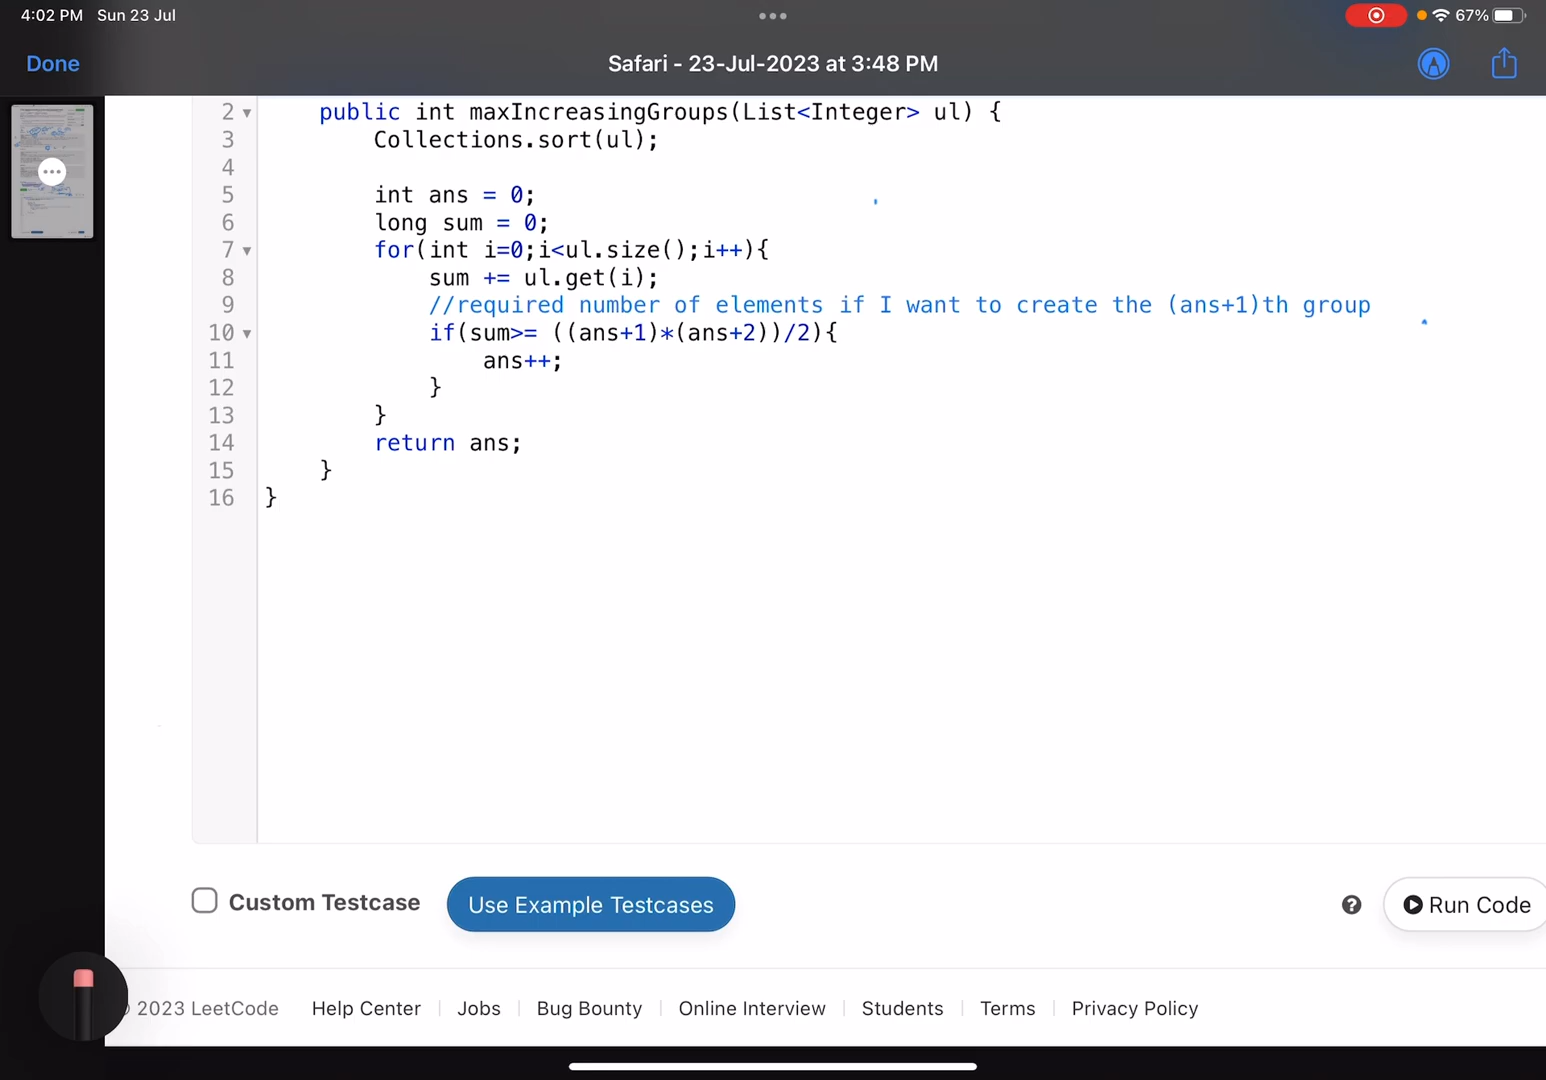 4:02 PM Sun 23 Jul
67%
Done
Safari - 23-Jul-2023 at 3:48 PM
2 public int maxIncreasingGroups(List<Integer> ul) {
3 Collections.sort(ul);
4
5 int ans = 0;
6 long sum = 0;
7 for(int i=0;i<ul.size();i++){
8 sum += ul.get(i);
9 //required number of elements if I want to create the (ans+1)th group
10 if(sum>= ((ans+1)*(ans+2))/2){
11 ans++;
12 }
13 }
14 return ans;
15 }
16 }
Custom Testcase
Use Example Testcases
? Run Code
2023 LeetCode Help Center Jobs Bug Bounty Online Interview Students Terms Privacy Policy